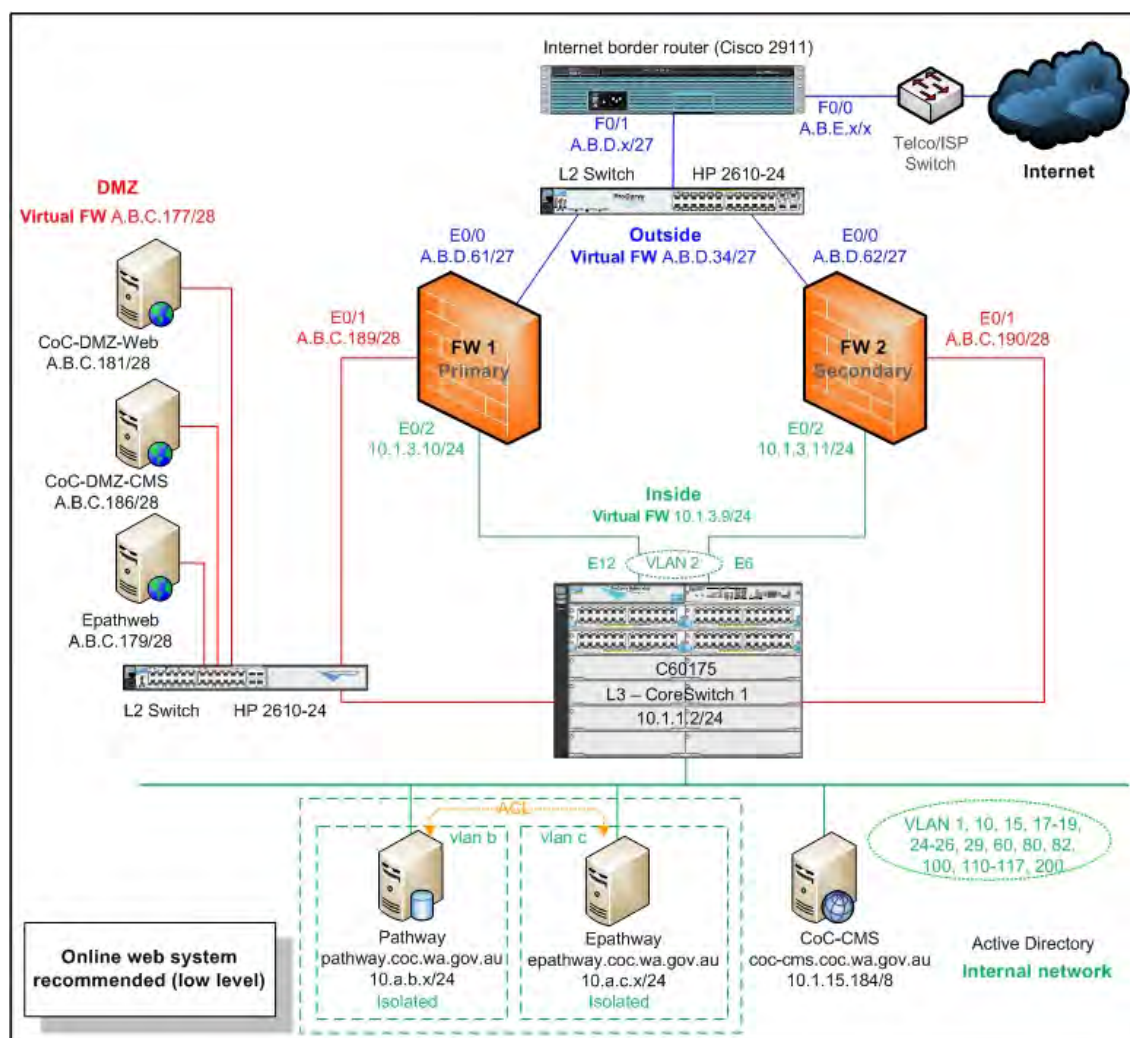 Internet border router (Cisco 2911)
F0/0
A.B.E.x/x
F0/1
A.B.D.x/27
Telco/ISP
Switch
Internet
L2 Switch HP 2610-24
DMZ
Virtual FW A.B.C.177/28
Outside
Virtual FW A.B.D.34/27
E0/0
A.B.D.61/27
E0/0
A.B.D.62/27
CoC-DMZ-Web
A.B.C.181/28
E0/1
A.B.C.189/28
FW 1
Primary
FW 2
Secondary
E0/1
A.B.C.190/28
E0/2
10.1.3.10/24
E0/2
10.1.3.11/24
CoC-DMZ-CMS
A.B.C.186/28
Inside
Virtual FW 10.1.3.9/24
E12 VLAN 2 E6
Epathweb
A.B.C.179/28
C60175
L3 – CoreSwitch 1
10.1.1.2/24
L2 Switch HP 2610-24
ACL
vlan b
vlan c
VLAN 1, 10, 15, 17-19,
24-26, 29, 60, 80, 82,
100, 110-117, 200
Pathway
pathway.coc.wa.gov.au
10.a.b.x/24
Isolated
Epathway
epathway.coc.wa.gov.au
10.a.c.x/24
Isolated
CoC-CMS
coc-cms.coc.wa.gov.au
10.1.15.184/8
Active Directory
Internal network
Online web system
recommended (low level)